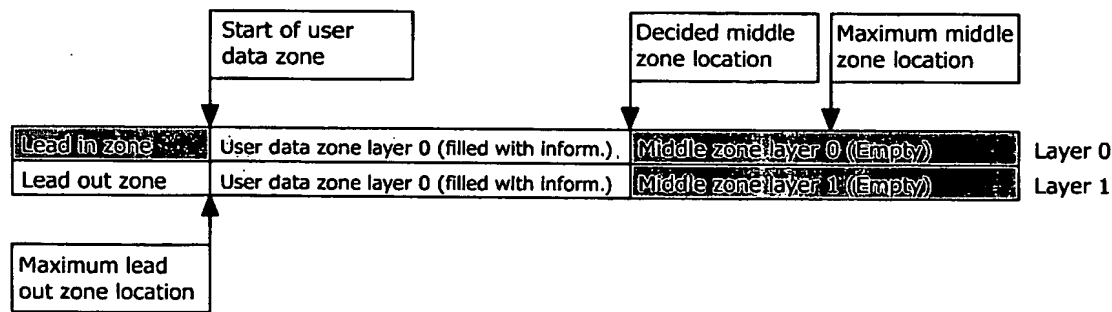 Start of user
data zone
Decided middle
zone location
Maximum middle
zone location
Lead in zone
User data zone layer 0 (filled with inform.)
Middle zone layer 0 (Empty)
Layer 0
Lead out zone
User data zone layer 0 (filled with inform.)
Middle zone layer 1 (Empty)
Layer 1
Maximum lead
out zone location